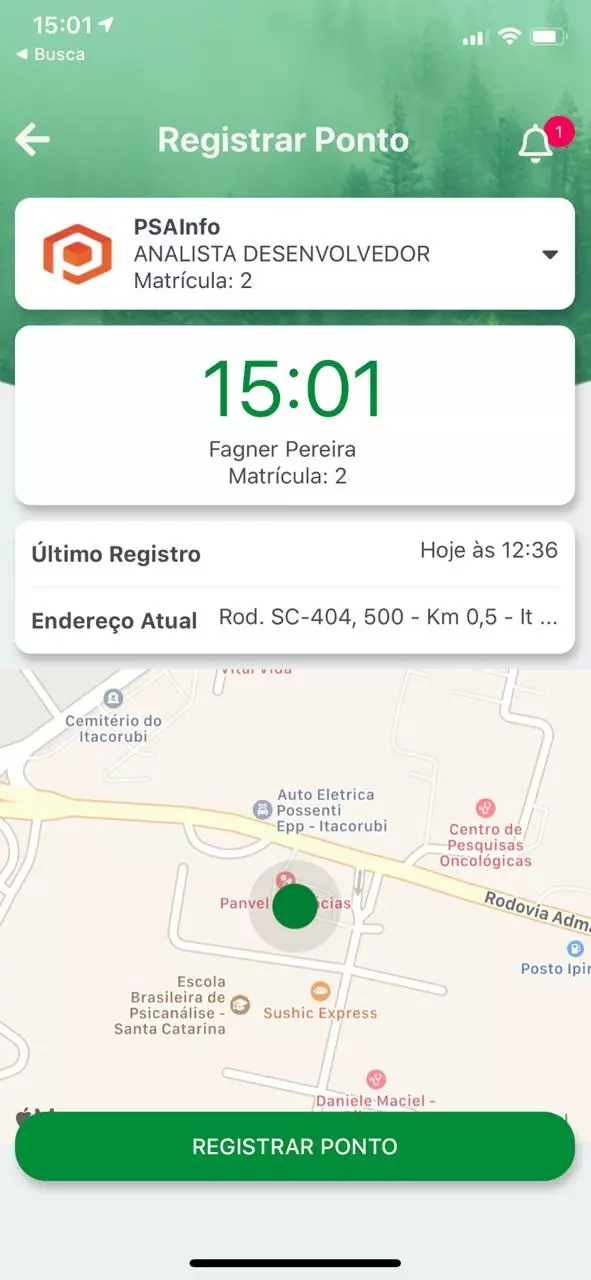 15:01
Busca
Registrar Ponto
1
PSAInfo
ANALISTA DESENVOLVEDOR
Matrícula: 2
15:01
Fagner Pereira
Matrícula: 2
Último Registro
Hoje às 12:36
Endereço Atual
Rod. SC-404, 500 - Km 0,5 - It ...
Vital Vida
Cemitério do
Itacorubi
Auto Eletrica
Possenti
Epp - Itacorubi
Centro de
Pesquisas
Oncológicas
Panvel
cias
Rodovia Adm
Posto Ipir
Escola
Brasileira de
Psicanálise -
Santa Catarina
Sushic Express
Daniele Maciel -
REGISTRAR PONTO